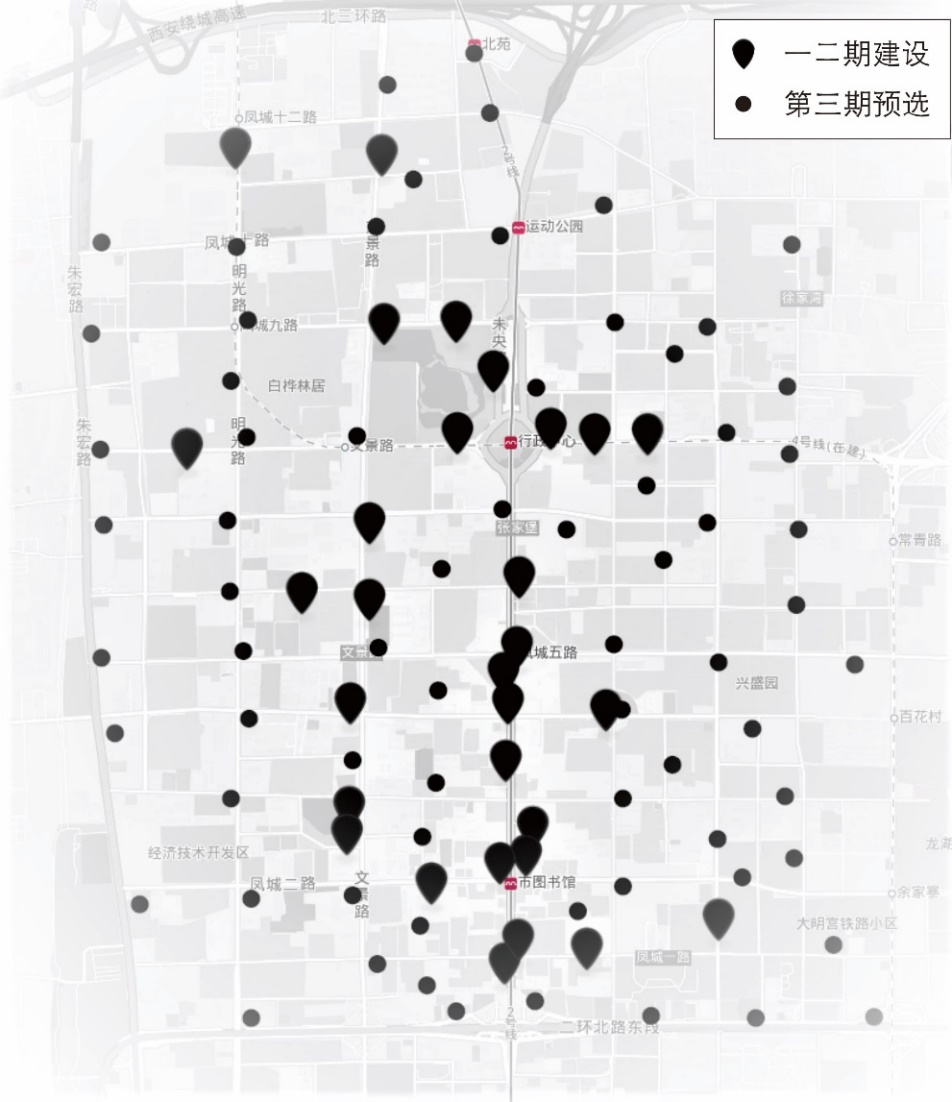 西安绕城高速
北三环路
北苑
一二期建设
第三期预选
凤城十二路
2号线
运动公园
凤城十路
景路
朱宏路
明光路
徐家湾
城九路
未央
白桦林居
朱宏路
明光路
文景路
行政中心
4号线(在建)
张家堡
常青路
文景
城五路
兴盛园
百花村
经济技术开发区
龙湖
凤城二路
文景路
市图书馆
余家寨
大明宫铁路小区
凤城一路
2号线
二环北路东段